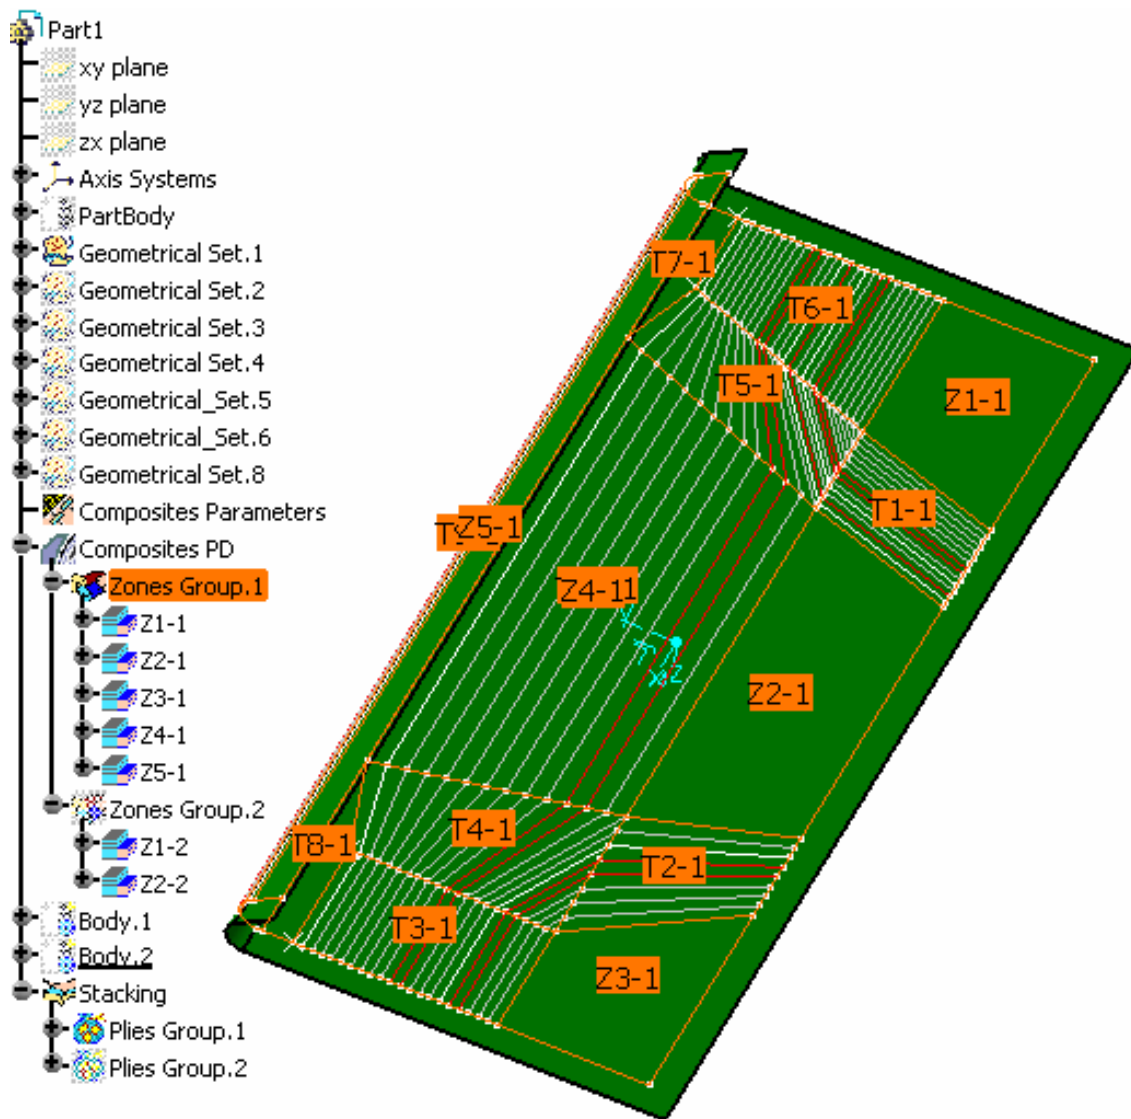 Part1
xy plane
yz plane
zx plane
Axis Systems
PartBody
Geometrical Set.1
Geometrical Set.2
Geometrical Set.3
Geometrical Set.4
Geometrical_Set.5
Geometrical_Set.6
Geometrical Set.8
Composites Parameters
Composites PD
Zones Group.1
Z1-1
Z2-1
Z3-1
Z4-1
Z5-1
Zones Group.2
Z1-2
Z2-2
Body.1
Body.2
Stacking
Plies Group.1
Plies Group.2
T7-1
T6-1
T5-1
Z1-1
T1-1
Z5-1
Z4-1
Z2-1
T4-1
T8-1
T2-1
T3-1
Z3-1